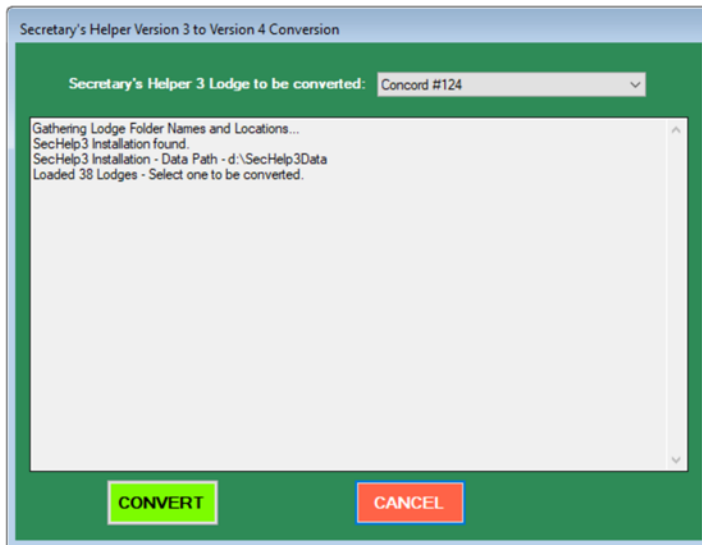 Secretary's Helper Version 3 to Version 4 Conversion
Secretary's Helper 3 Lodge to be converted: Concord #124
Gathering Lodge Folder Names and Locations...
SecHelp3 Installation found.
SecHelp3 Installation - Data Path - d:\SecHelp3Data
Loaded 38 Lodges - Select one to be converted.
CONVERT CANCEL